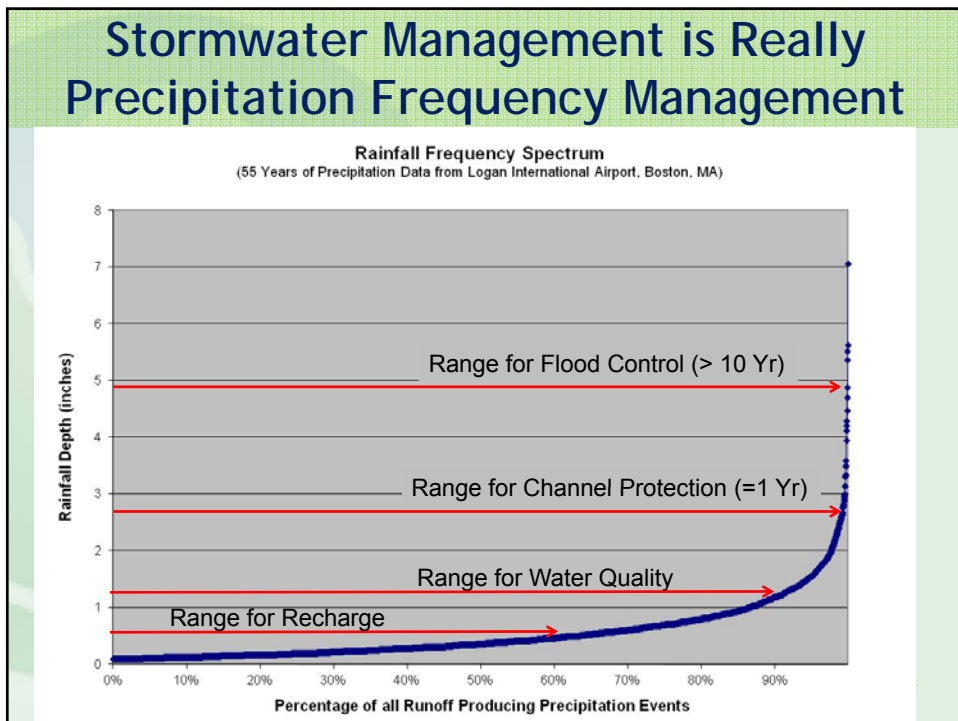 Stormwater Management is Really
Precipitation Frequency Management
Rainfall Frequency Spectrum
(55 Years of Precipitation Data from Logan International Airport, Boston, MA)
8
7
6
5
4
3
2
1
0
Rainfall Depth (inches)
Range for Flood Control (> 10 Yr)
Range for Channel Protection (=1 Yr)
Range for Water Quality
Range for Recharge
0% 10% 20% 30% 40% 50% 60% 70% 80% 90%
Percentage of all Runoff Producing Precipitation Events